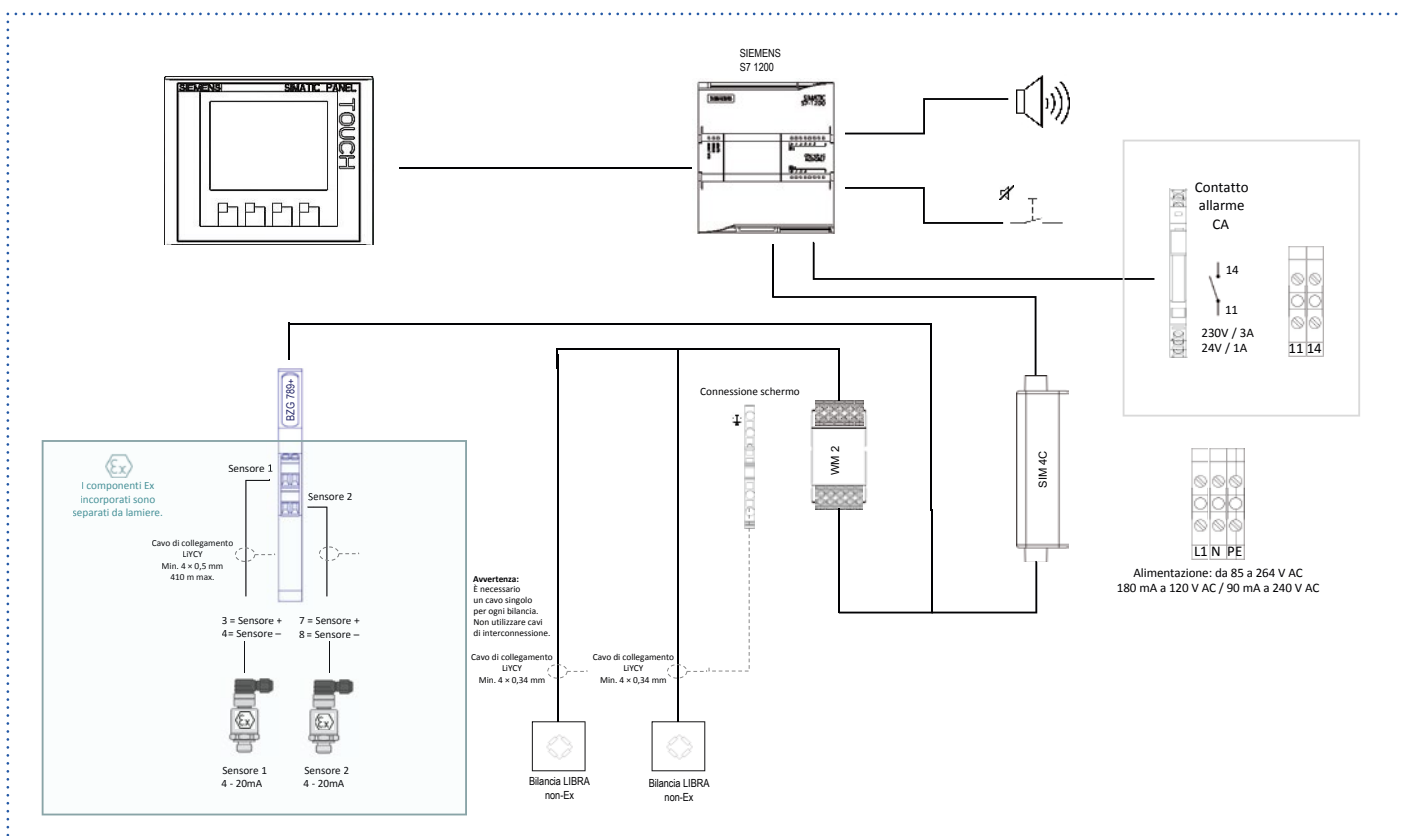 SIEMENS
S7 1200
SIEMENS
SIMATIC PANEL
TOUCH
SIEMENS
SIMATIC
S7-1200
Contatto
allarme
CA
14
11
230V / 3A
24V / 1A
11 14
BZG 789+
Connessione schermo
WM 2
SIM 4C
Ex
I componenti Ex
incorporati sono
separati da lamiere.
Sensore 1
Sensore 2
Cavo di collegamento
LiYCY
Min. 4 × 0,5 mm
410 m max.
3 = Sensore +
4= Sensore –
7 = Sensore +
8 = Sensore –
Ex
Ex
Sensore 1
4 - 20mA
Sensore 2
4 - 20mA
Avvertenza:
È necessario
un cavo singolo
per ogni bilancia.
Non utilizzare cavi
di interconnessione.
Cavo di collegamento
LiYCY
Min. 4 × 0,34 mm
Cavo di collegamento
LiYCY
Min. 4 × 0,34 mm
Bilancia LIBRA
non-Ex
Bilancia LIBRA
non-Ex
L1 N PE
Alimentazione: da 85 a 264 V AC
180 mA a 120 V AC / 90 mA a 240 V AC